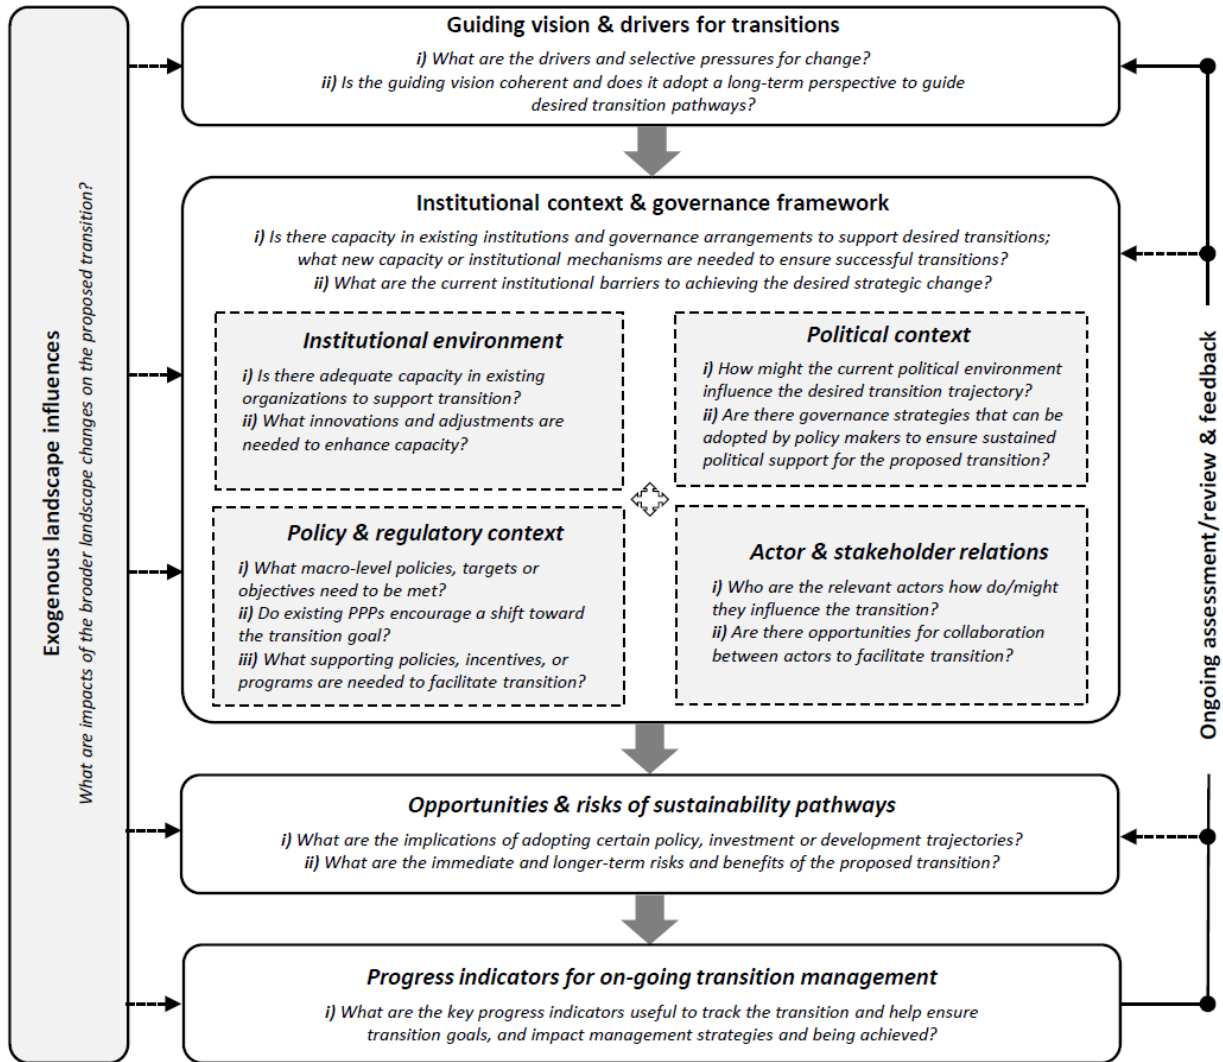 Exogenous landscape influences
What are impacts of the broader landscape changes on the proposed transition?
Guiding vision & drivers for transitions
i) What are the drivers and selective pressures for change?
ii) Is the guiding vision coherent and does it adopt a long-term perspective to guide
desired transition pathways?
Institutional context & governance framework
i) Is there capacity in existing institutions and governance arrangements to support desired transitions;
what new capacity or institutional mechanisms are needed to ensure successful transitions?
ii) What are the current institutional barriers to achieving the desired strategic change?
Institutional environment
i) Is there adequate capacity in existing
organizations to support transition?
ii) What innovations and adjustments are
needed to enhance capacity?
Political context
i) How might the current political environment
influence the desired transition trajectory?
ii) Are there governance strategies that can be
adopted by policy makers to ensure sustained
political support for the proposed transition?
Policy & regulatory context
i) What macro-level policies, targets or
objectives need to be met?
ii) Do existing PPPs encourage a shift toward
the transition goal?
iii) What supporting policies, incentives, or
programs are needed to facilitate transition?
Actor & stakeholder relations
i) Who are the relevant actors how do/might
they influence the transition?
ii) Are there opportunities for collaboration
between actors to facilitate transition?
Opportunities & risks of sustainability pathways
i) What are the implications of adopting certain policy, investment or development trajectories?
ii) What are the immediate and longer-term risks and benefits of the proposed transition?
Progress indicators for on-going transition management
i) What are the key progress indicators useful to track the transition and help ensure
transition goals, and impact management strategies and being achieved?
Ongoing assessment/review & feedback